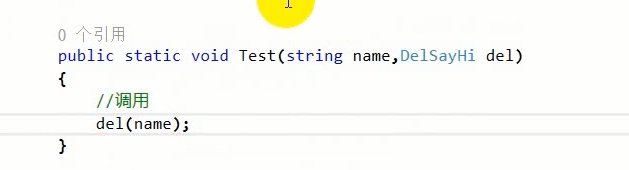 0 个引用
public static void Test(string name,DelSayHi del)
{
//调用
del(name);
}